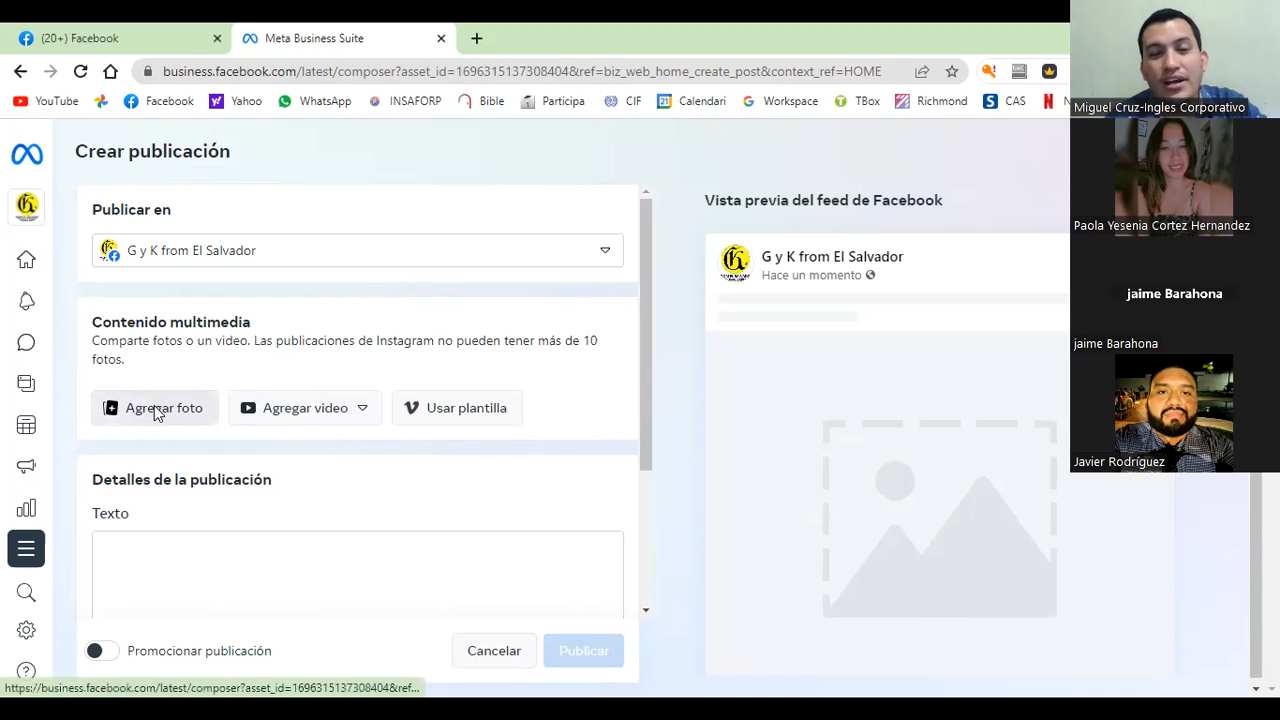 (20+) Facebook
Meta Business Suite
business.facebook.com/latest/composer?asset_id=1696315137308404&ref=biz_web_home_create_post&context_ref=HOME
YouTube
Facebook
Yahoo
WhatsApp
INSAFORP
Bible
Participa
CIF
Calendari
Workspace
TBox
Richmond
CAS
Miguel Cruz-Ingles Corporativo
Paola Yesenia Cortez Hernandez
jaime Barahona
jaime Barahona
Javier Rodríguez
Crear publicación
Publicar en
G y K from El Salvador
Contenido multimedia
Comparte fotos o un video. Las publicaciones de Instagram no pueden tener más de 10
fotos.
Agregar foto
Agregar video
Usar plantilla
Detalles de la publicación
Texto
Promocionar publicación
Cancelar
Publicar
Vista previa del feed de Facebook
G y K from El Salvador
Hace un momento
https://business.facebook.com/latest/composer?asset_id=1696315137308404&ref...